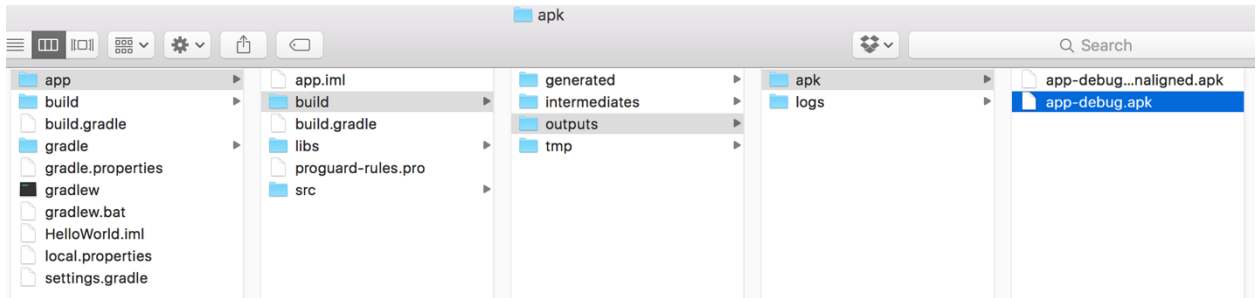 apk
Search
app
build
build.gradle
gradle
gradle.properties
gradlew
gradlew.bat
HelloWorld.iml
local.properties
settings.gradle
app.iml
build
build.gradle
libs
proguard-rules.pro
src
generated
intermediates
outputs
tmp
apk
logs
app-debug...naligned.apk
app-debug.apk